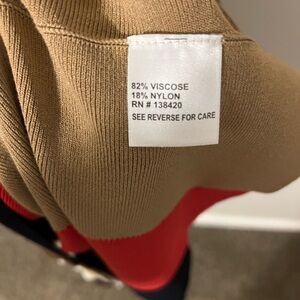 82% VISCOSE
18% NYLON
RN # 138420
SEE REVERSE FOR CARE